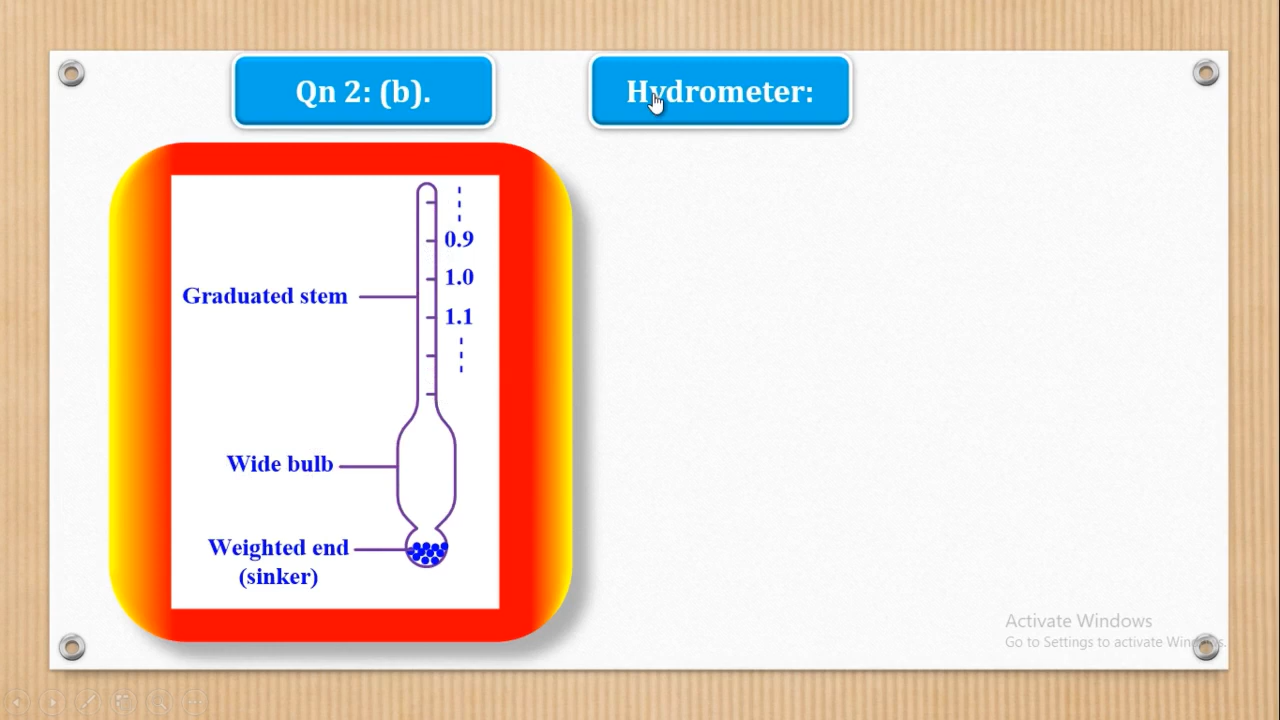 Qn 2: (b).
Hydrometer:
0.9
1.0
Graduated stem
1.1
Wide bulb
Weighted end
(sinker)
Activate Windows
Go to Settings to activate Windows.